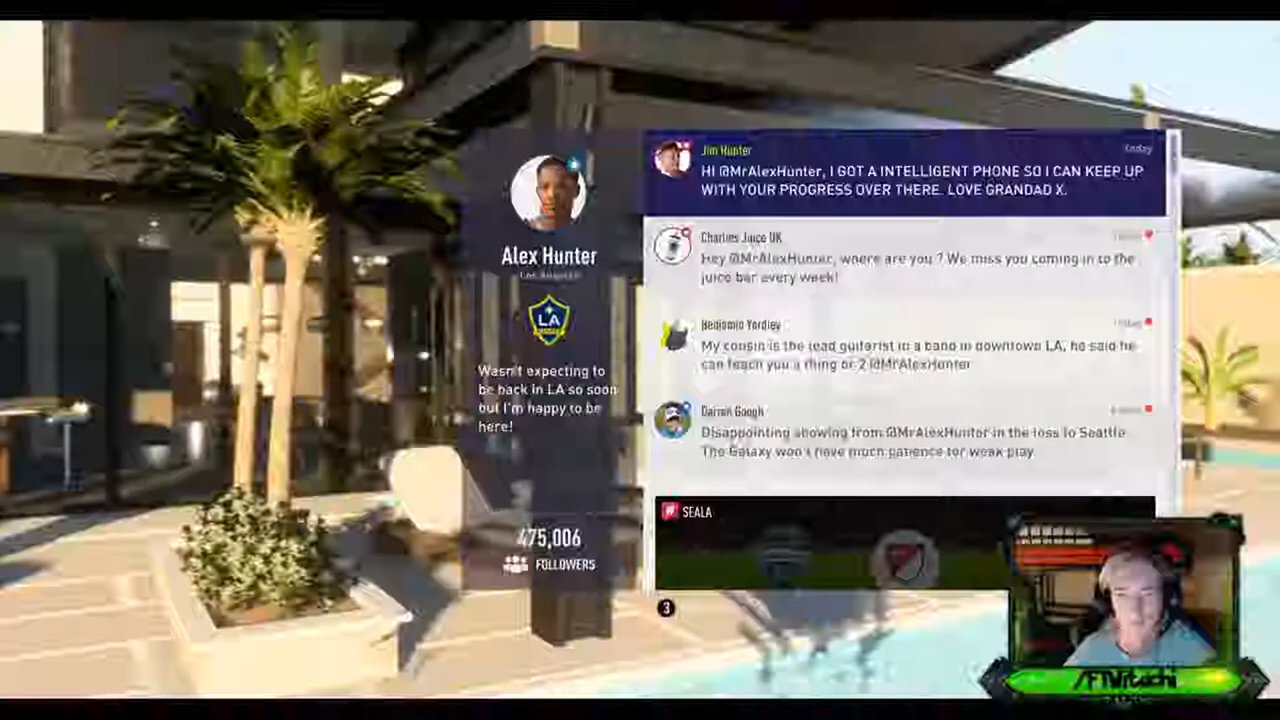 Alex Hunter
Los Angeles
LA
Wasn't expecting to
be back in LA so soon
but I'm happy to be
here!
475,006
FOLLOWERS
Jim Hunter
today
HI @MrAlexHunter, I GOT A INTELLIGENT PHONE SO I CAN KEEP UP
WITH YOUR PROGRESS OVER THERE. LOVE GRANDAD X.
Charlies Juice UK
Hey @MrAlexHunter, where are you ? We miss you coming in to the
juice bar every week!
Benjamin Yardley
My cousin is the lead guitarist in a band in downtown LA, he said he
can teach you a thing or 2 @MrAlexHunter
Darren Gough
Disappointing showing from @MrAlexHunter in the loss to Seattle.
The Galaxy won't have much patience for weak play
# SEALA
3